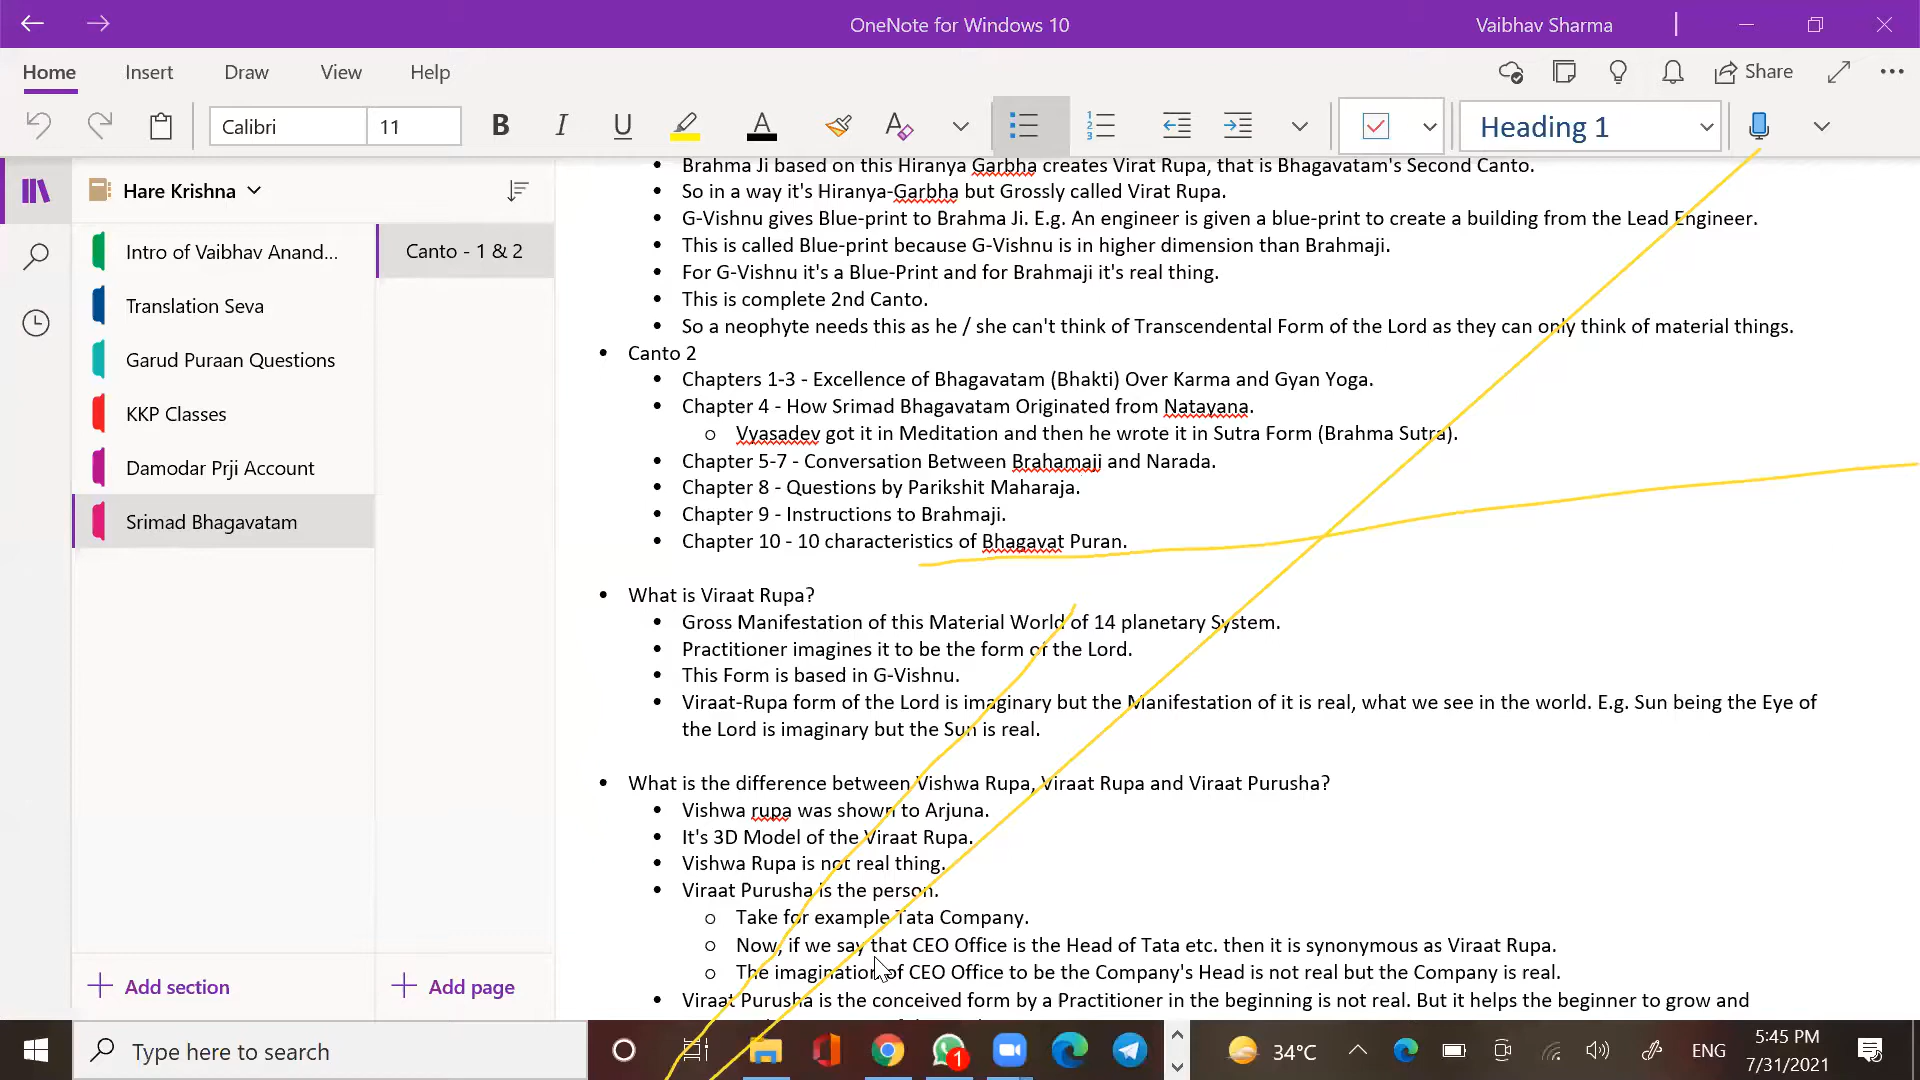 OneNote for Windows 10
Vaibhav Sharma
Home Insert Draw View Help
Share
Calibri 11 B I U A A Heading 1
Hare Krishna
Intro of Vaibhav Anand...
Translation Seva
Garud Puraan Questions
KKP Classes
Damodar Prji Account
Srimad Bhagavatam
Add section
Canto - 1 & 2
Add page
• Brahma Ji based on this Hiranya Garbha creates Virat Rupa, that is Bhagavatam's Second Canto.
• So in a way it's Hiranya-Garbha but Grossly called Virat Rupa.
• G-Vishnu gives Blue-print to Brahma Ji. E.g. An engineer is given a blue-print to create a building from the Lead Engineer.
• This is called Blue-print because G-Vishnu is in higher dimension than Brahmaji.
• For G-Vishnu it's a Blue-Print and for Brahmaji it's real thing.
• This is complete 2nd Canto.
• So a neophyte needs this as he / she can't think of Transcendental Form of the Lord as they can only think of material things.
• Canto 2
• Chapters 1-3 - Excellence of Bhagavatam (Bhakti) Over Karma and Gyan Yoga.
• Chapter 4 - How Srimad Bhagavatam Originated from Natayana.
o Vyasadev got it in Meditation and then he wrote it in Sutra Form (Brahma Sutra).
• Chapter 5-7 - Conversation Between Brahamaji and Narada.
• Chapter 8 - Questions by Parikshit Maharaja.
• Chapter 9 - Instructions to Brahmaji.
• Chapter 10 - 10 characteristics of Bhagavat Puran.
• What is Viraat Rupa?
• Gross Manifestation of this Material World of 14 planetary System.
• Practitioner imagines it to be the form of the Lord.
• This Form is based in G-Vishnu.
• Viraat-Rupa form of the Lord is imaginary but the Manifestation of it is real, what we see in the world. E.g. Sun being the Eye of
the Lord is imaginary but the Sun is real.
• What is the difference between Vishwa Rupa, Viraat Rupa and Viraat Purusha?
• Vishwa rupa was shown to Arjuna.
• It's 3D Model of the Viraat Rupa.
• Vishwa Rupa is not real thing.
• Viraat Purusha is the person.
o Take for example Tata Company.
o Now, if we say that CEO Office is the Head of Tata etc. then it is synonymous as Viraat Rupa.
o The imagination of CEO Office to be the Company's Head is not real but the Company is real.
• Viraat Purusha is the conceived form by a Practitioner in the beginning is not real. But it helps the beginner to grow and
Type here to search
1
34°C
ENG
5:45 PM
7/31/2021